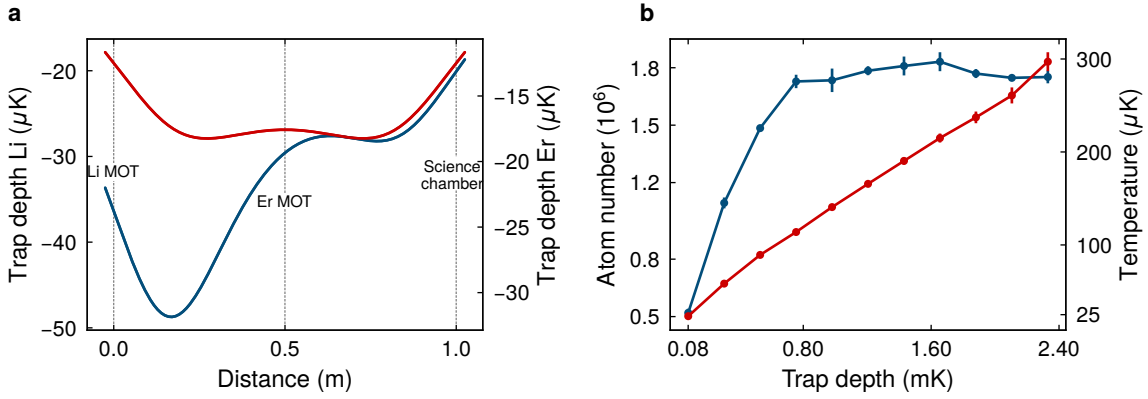 a
Trap depth Li (μK)
−20
−30
−40
−50
Li MOT
Er MOT
Science
chamber
−15
−20
−25
−30
Trap depth Er (μK)
0.0
0.5
1.0
Distance (m)
b
Atom number (10⁶)
1.8
1.5
1.2
0.8
0.5
300
200
100
25
Temperature (μK)
0.08
0.80
1.60
2.40
Trap depth (mK)